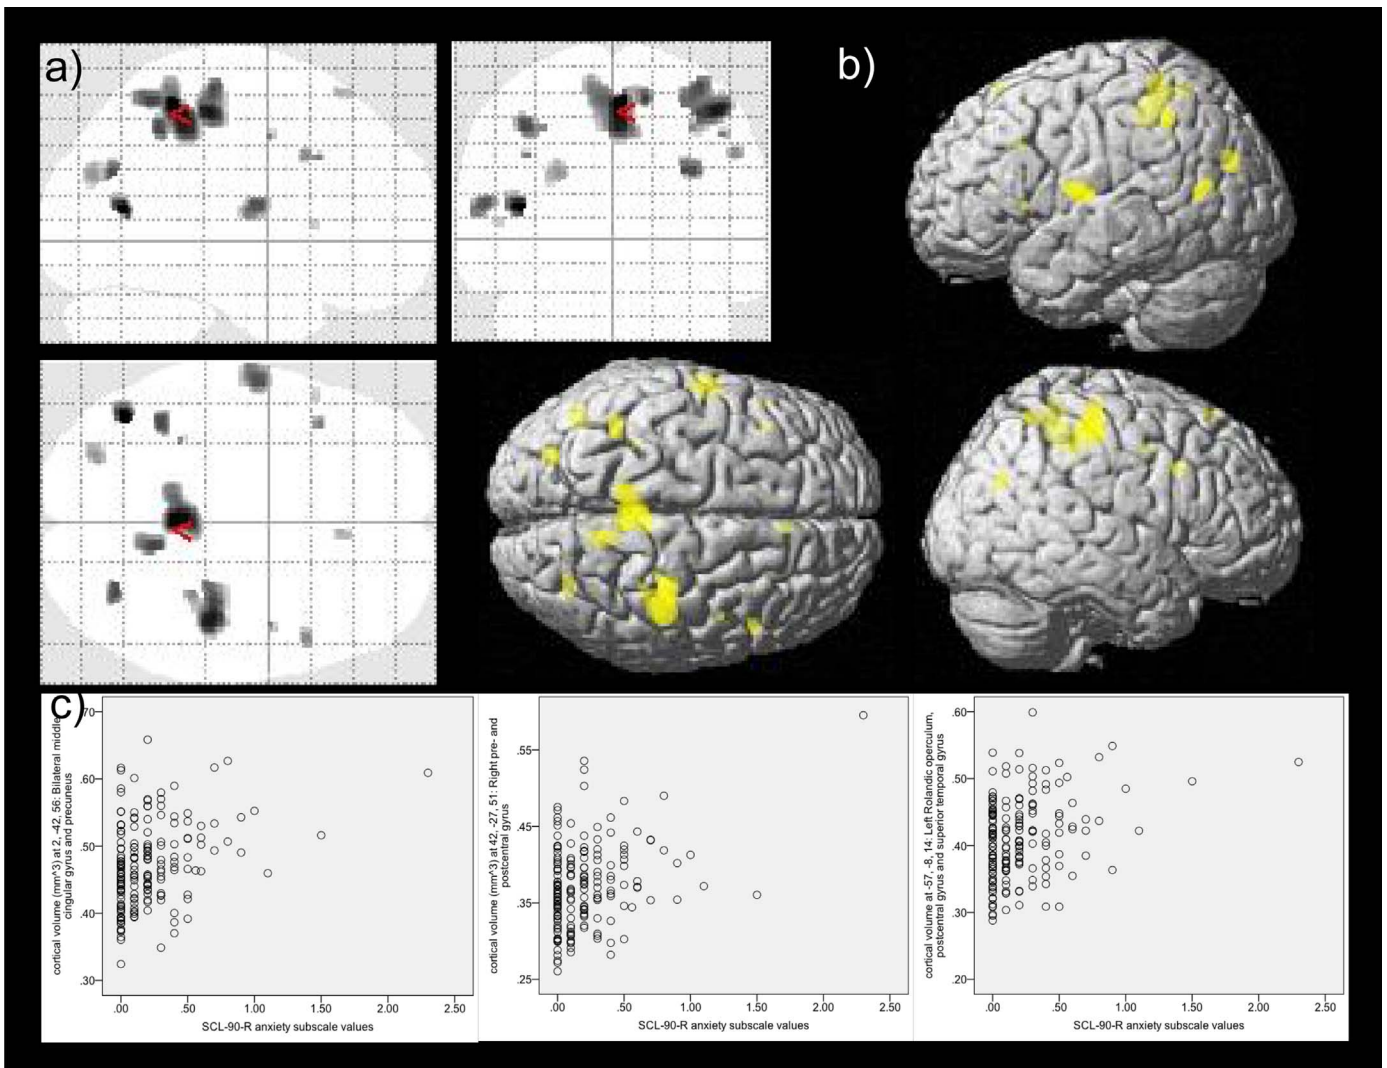 a)
b)
c)
cortical volume (mm^3) at 2, -42, 56: Bilateral middle
cingular gyrus and precuneus
.70
.60
.50
.40
.30
.00 .50 1.00 1.50 2.00 2.50
SCL-90-R anxiety subscale values
cortical volume (mm^3) at 42, -27, 51: Right pre- and
postcentral gyrus
.55
.45
.35
.25
.00 .50 1.00 1.50 2.00 2.50
SCL-90-R anxiety subscale values
cortical volume at -57, -8, 14: Left Rolandic operculum,
postcentral gyrus and superior temporal gyrus
.60
.50
.40
.30
.20
.00 .50 1.00 1.50 2.00 2.50
SCL-90-R anxiety subscale values